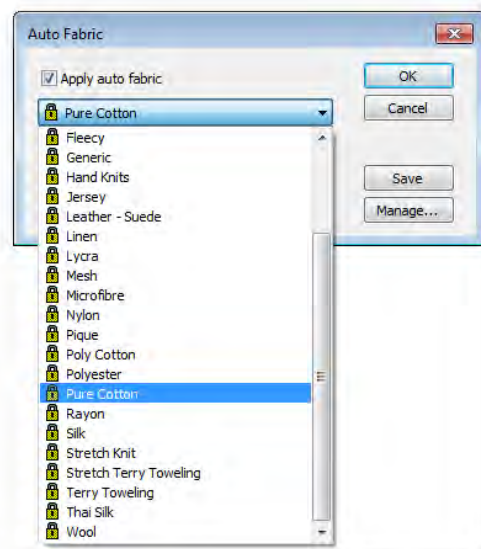 Auto Fabric
Apply auto fabric
OK
Pure Cotton
Cancel
Fleecy
Generic
Hand Knits
Save
Jersey
Manage...
Leather - Suede
Linen
Lycra
Mesh
Microfibre
Nylon
Pique
Poly Cotton
Polyester
Pure Cotton
Rayon
Silk
Stretch Knit
Stretch Terry Toweling
Terry Toweling
Thai Silk
Wool